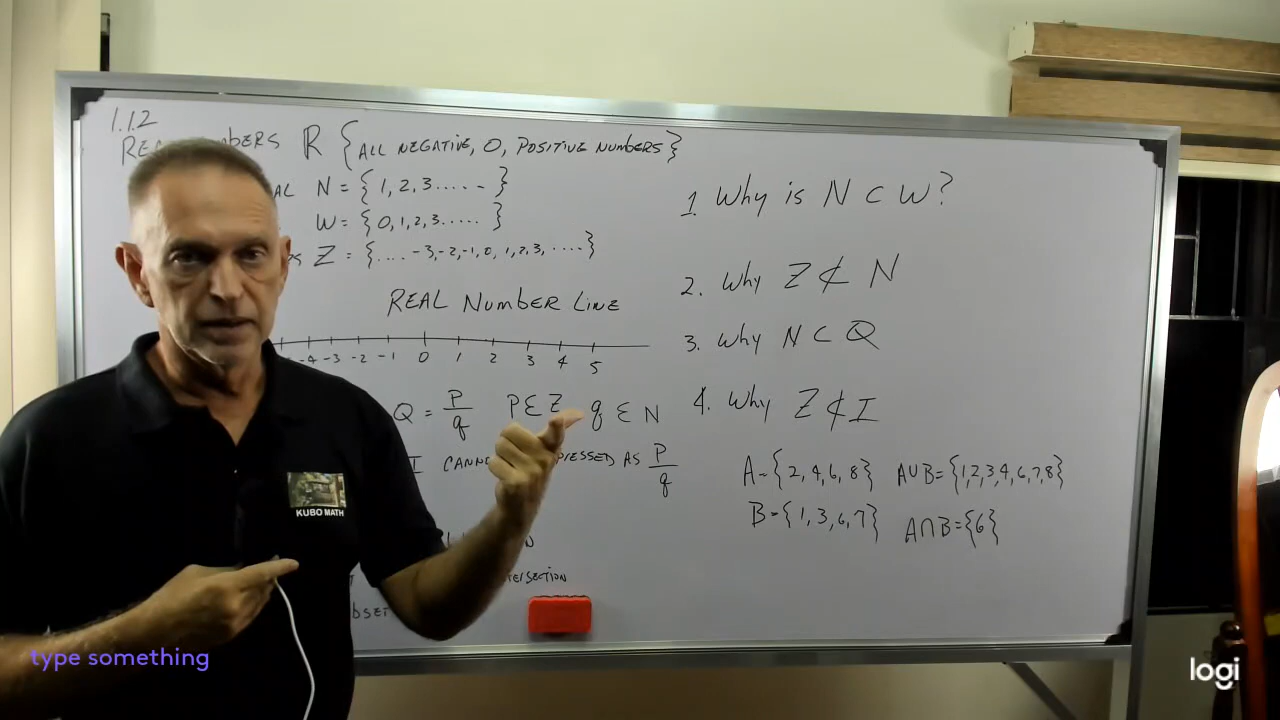 1.1.2
R {ALL NEGATIVE, 0, POSITIVE NUMBERS}
N = {1, 2, 3 ..... }
W = {0, 1, 2, 3 ..... }
Z = {.... -3, -2, -1, 0, 1, 2, 3, ....}
REAL NUMBER LINE
-4 -3 -2 -1 0 1 2 3 4 5
Q = p/q P ∈ Z q ∈ N
I AS P/q
1. Why is N ⊂ W?
2. Why Z ⊄ N
3. Why N ⊂ Q
4. Why Z ⊄ I
A = {2, 4, 6, 8} A∪B = {1,2,3,4,6,7,8}
B = {1, 3, 6, 7} A∩B = {6}
KUBO MATH
type something
logi